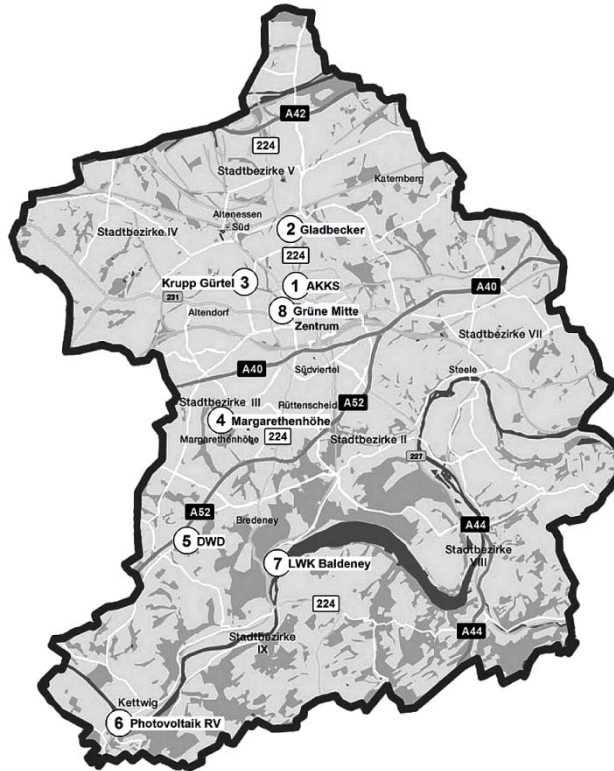 A42
224
Stadtbezirke V
Katernberg
Altenessen
Süd
Stadtbezirke IV
2 Gladbecker
224
Krupp Gürtel 3
1 AKKS
A40
231
8 Grüne Mitte
Zentrum
Altendorf
Stadtbezirke VII
A40
Südviertel
Steele
Stadtbezirke III
Rüttenscheid
A52
4 Margarethenhöhe
Margarethenhöhe
224
Stadtbezirke II
227
A52
Bredeney
A44
5 DWD
Stadtbezirke
VIII
7 LWK Baldeney
224
A44
Stadtbezirke
IX
Kettwig
6 Photovoltaik RV